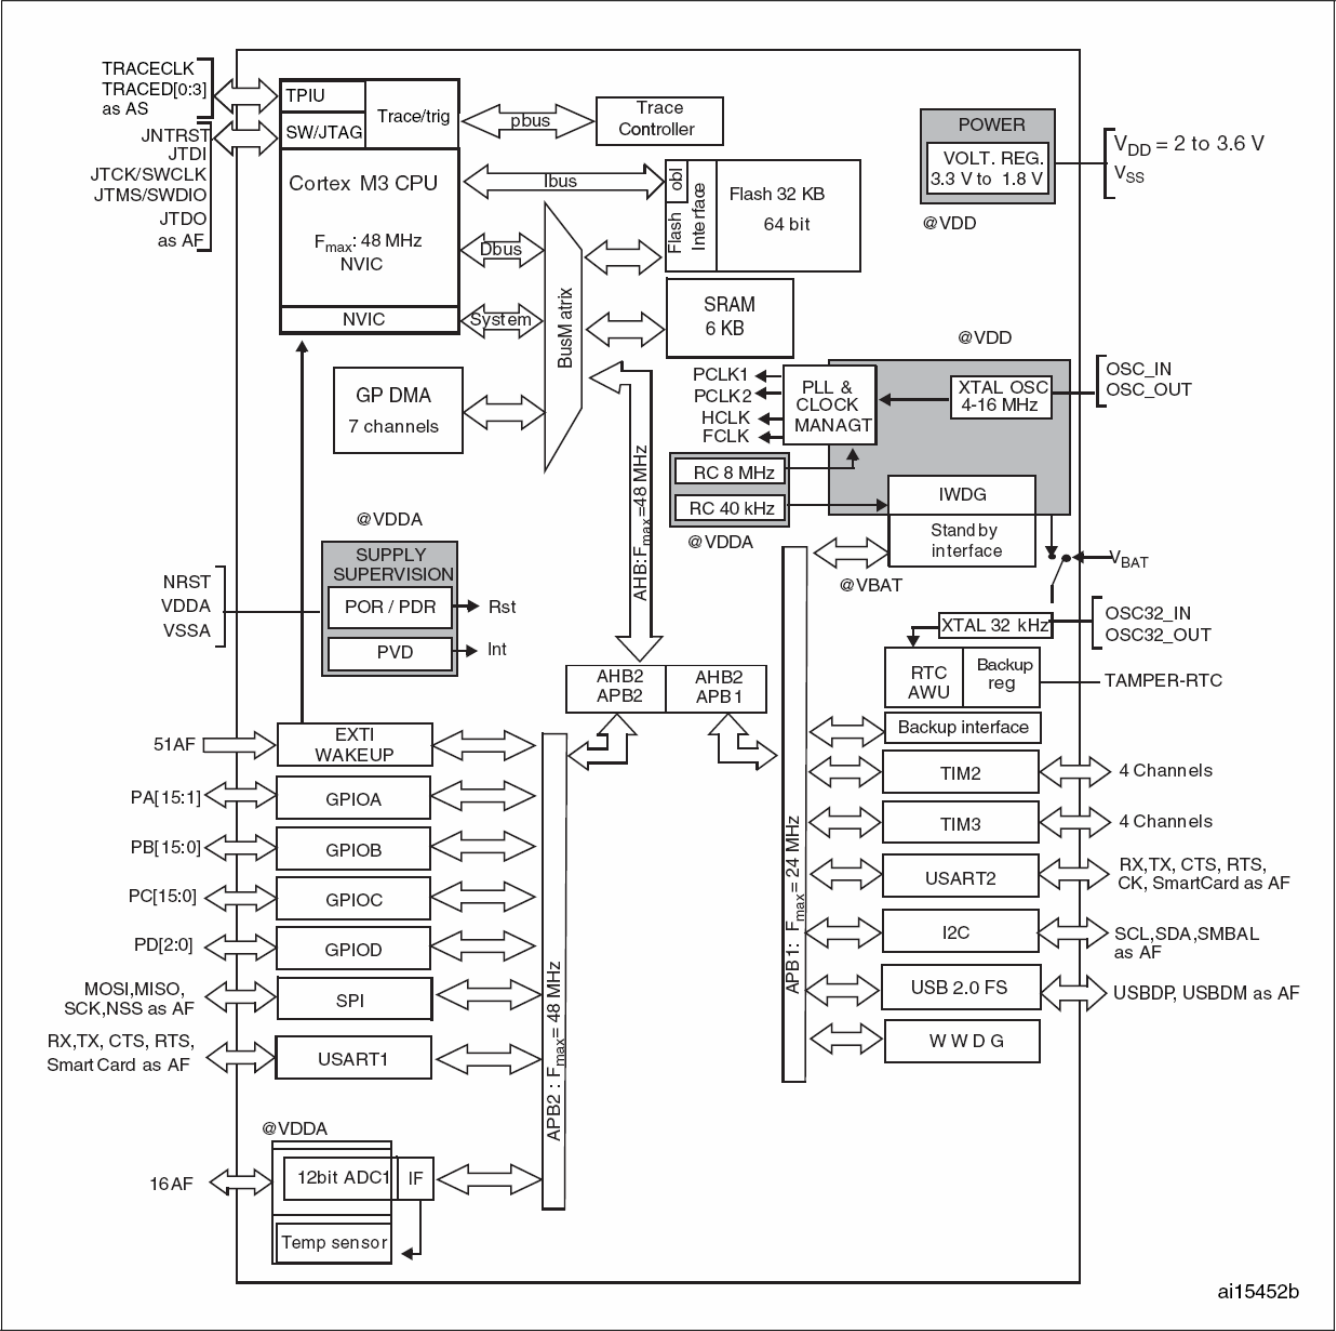 TRACECLK
TRACED[0:3]
as AS
JNTRST
JTDI
JTCK/SWCLK
JTMS/SWDIO
JTDO
as AF
TPIU
SW/JTAG
Trace/trig
Cortex M3 CPU
Fmax: 48 MHz
NVIC
NVIC
pbus
Trace
Controller
Ibus
Dbus
System
BusM atrix
Flash obl
Interface
Flash 32 KB
64 bit
SRAM
6 KB
POWER
VOLT. REG.
3.3 V to 1.8 V
@VDD
VDD = 2 to 3.6 V
VSS
GP DMA
7 channels
@VDD
PCLK1
PCLK2
HCLK
FCLK
PLL &
CLOCK
MANAGT
XTAL OSC
4-16 MHz
OSC_IN
OSC_OUT
RC 8 MHz
RC 40 kHz
@VDDA
IWDG
Stand by
interface
@VBAT
VBAT
AHB: Fmax=48 MHz
@VDDA
SUPPLY
SUPERVISION
POR / PDR
PVD
Rst
Int
NRST
VDDA
VSSA
XTAL 32 kHz
OSC32_IN
OSC32_OUT
RTC
AWU
Backup
reg
TAMPER-RTC
Backup interface
AHB2
APB2
AHB2
APB1
51AF
EXTI
WAKEUP
PA[15:1]
GPIOA
PB[15:0]
GPIOB
PC[15:0]
GPIOC
PD[2:0]
GPIOD
MOSI,MISO,
SCK,NSS as AF
SPI
RX,TX, CTS, RTS,
Smart Card as AF
USART1
APB2 : Fmax= 48 MHz
APB1 : Fmax= 24 MHz
TIM2
4 Channels
TIM3
4 Channels
USART2
RX,TX, CTS, RTS,
CK, SmartCard as AF
I2C
SCL,SDA,SMBAL
as AF
USB 2.0 FS
USBDP, USBDM as AF
W W D G
@VDDA
16AF
12bit ADC1
IF
Temp sensor
ai15452b